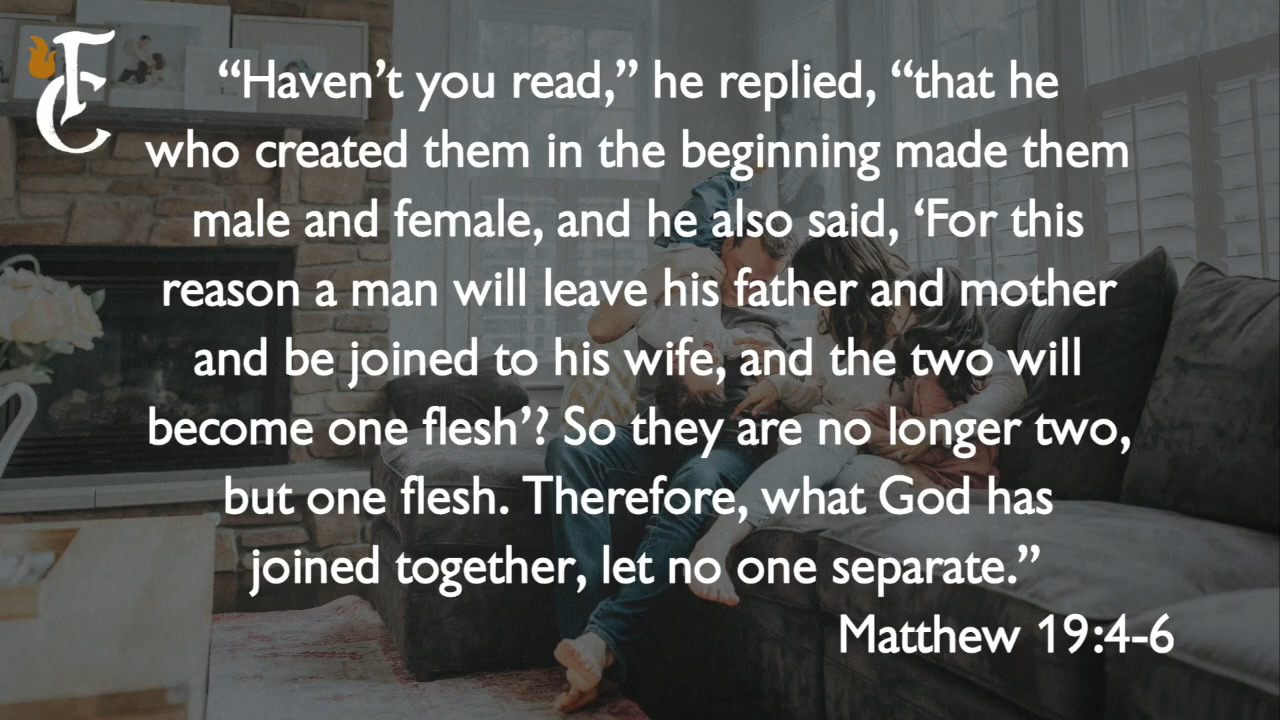 “Haven’t you read,” he replied, “that he
who created them in the beginning made them
male and female, and he also said, ‘For this
reason a man will leave his father and mother
and be joined to his wife, and the two will
become one flesh’? So they are no longer two,
but one flesh. Therefore, what God has
joined together, let no one separate.”
Matthew 19:4-6